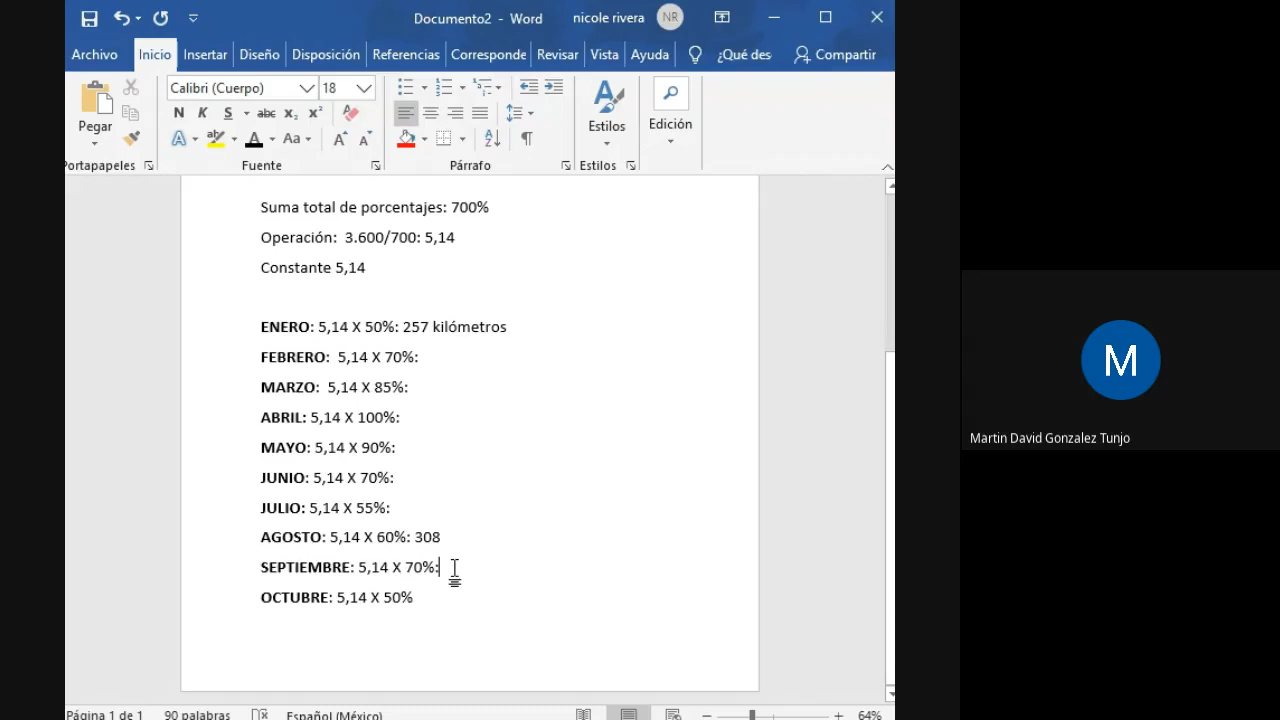 Documento2 - Word nicole rivera NR
Archivo Inicio Insertar Diseño Disposición Referencias Corresponde Revisar Vista Ayuda ¿Qué des Compartir
Calibri (Cuerpo) 18
Pegar N K S abc x₂ x² Estilos Edición
A A Aa A A
Portapapeles Fuente Párrafo Estilos
Suma total de porcentajes: 700%
Operación: 3.600/700: 5,14
Constante 5,14
ENERO: 5,14 X 50%: 257 kilómetros
FEBRERO: 5,14 X 70%:
MARZO: 5,14 X 85%:
ABRIL: 5,14 X 100%:
MAYO: 5,14 X 90%:
JUNIO: 5,14 X 70%:
JULIO: 5,14 X 55%:
AGOSTO: 5,14 X 60%: 308
SEPTIEMBRE: 5,14 X 70%:
OCTUBRE: 5,14 X 50%
Página 1 de 1 90 palabras Español (México) 64%
M
Martin David Gonzalez Tunjo